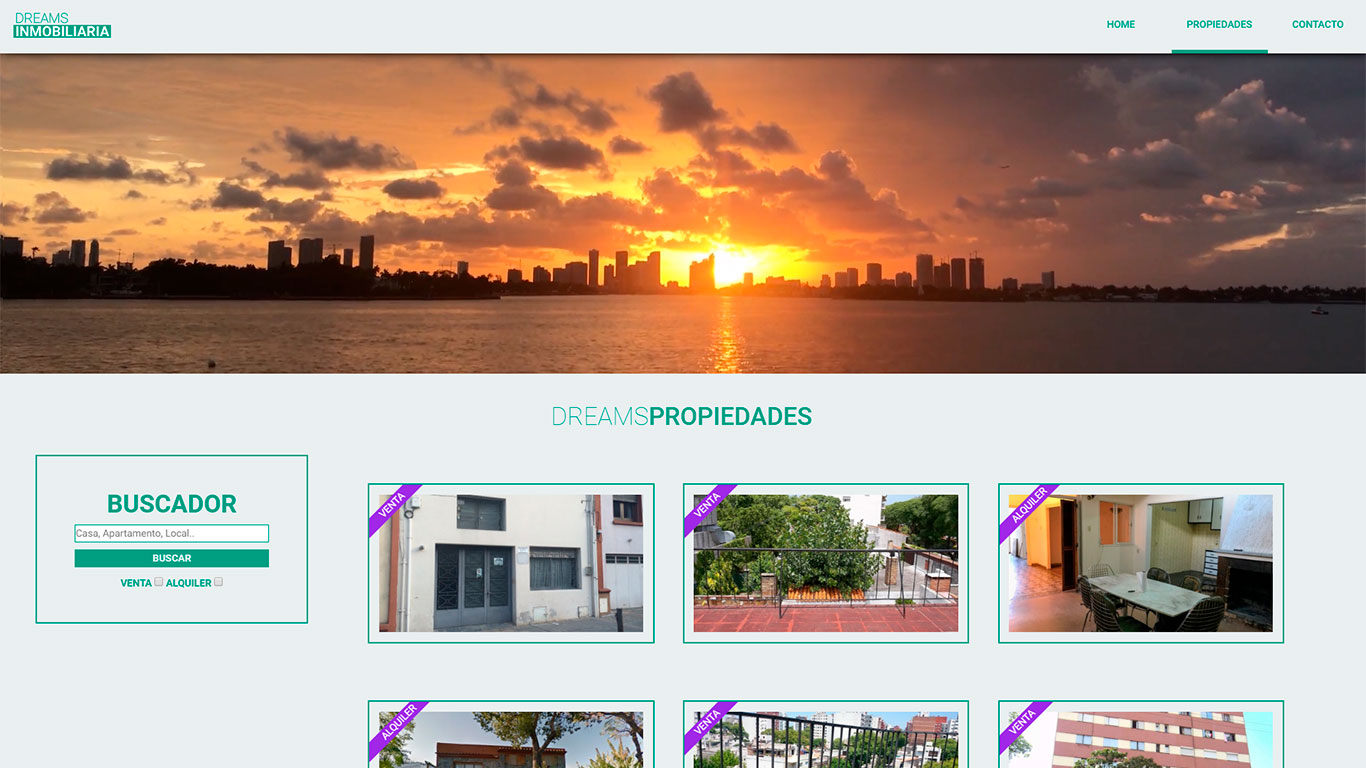 DREAMS
INMOBILIARIA
HOME
PROPIEDADES
CONTACTO
DREAMSPROPIEDADES
BUSCADOR
Casa, Apartamento, Local..
BUSCAR
VENTA ALQUILER
VENTA
VENTA
ALQUILER
ALQUILER
VENTA
VENTA